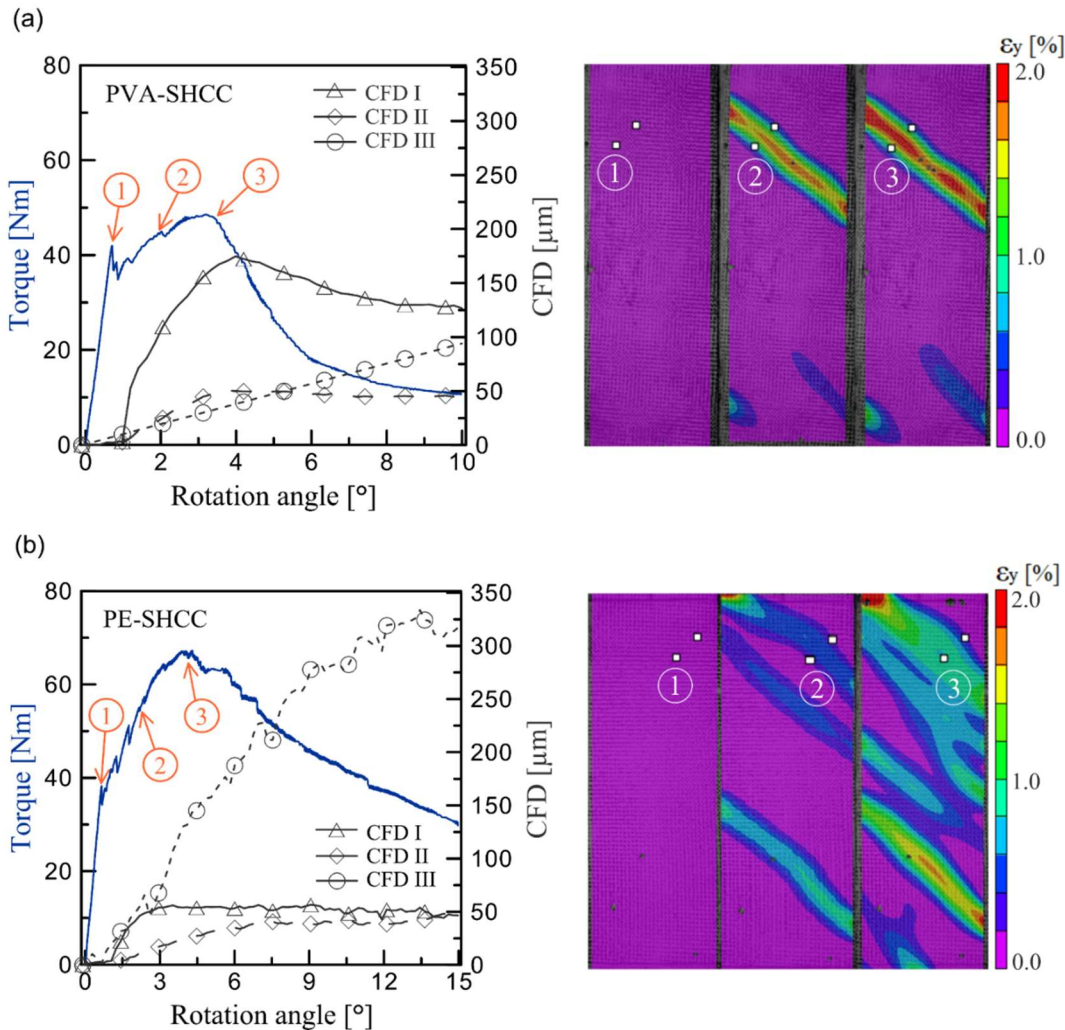 (a)
PVA-SHCC
CFD I
CFD II
CFD III
1
2
3
Torque [Nm]
80
60
40
20
0
0 2 4 6 8 10
Rotation angle [°]
350
300
250
200
150
100
50
0
CFD [µm]
1
2
3
εy [%]
2.0
1.0
0.0
(b)
PE-SHCC
1
2
3
CFD I
CFD II
CFD III
Torque [Nm]
80
60
40
20
0
0 3 6 9 12 15
Rotation angle [°]
350
300
250
200
150
100
50
0
CFD [µm]
1
2
3
εy [%]
2.0
1.0
0.0